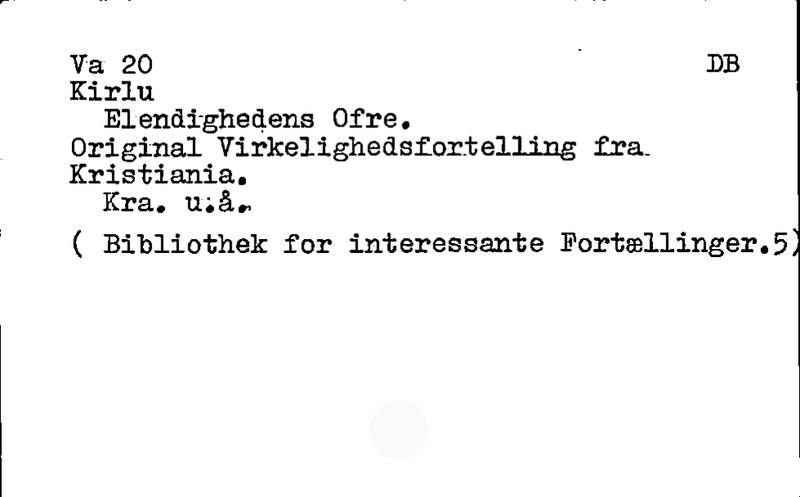 Va 20 DB
Kirlu
Elendighedens Ofre.
Original Virkelighedsfortelling fra
Kristiania.
Kra. u.å.
( Bibliothek for interessante Fortællinger.5)